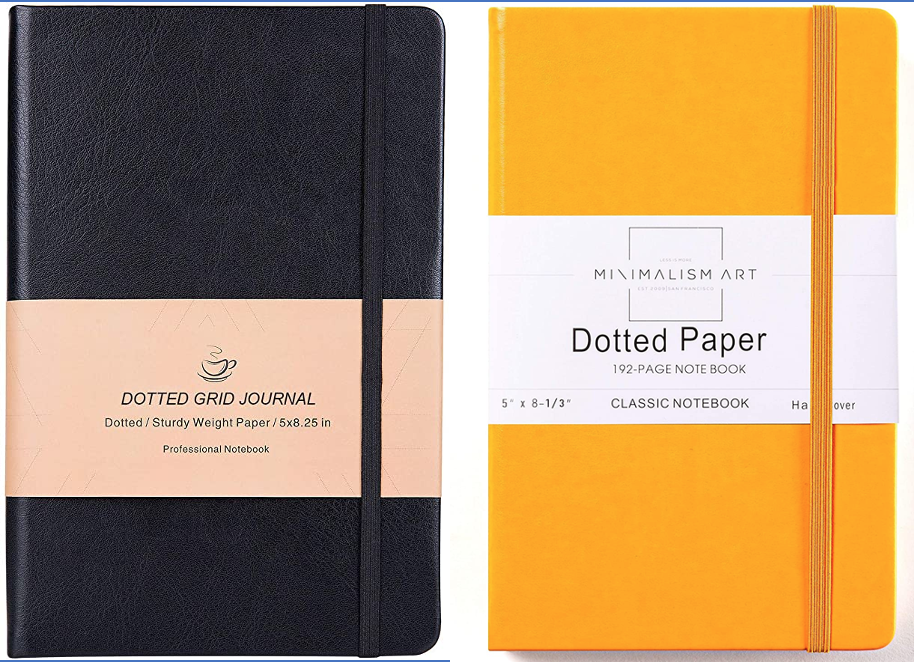 DOTTED GRID JOURNAL
Dotted / Sturdy Weight Paper / 5x8.25 in
Professional Notebook
LESS IS MORE
MINIMALISM ART
EST 2009|SAN FRANCISCO
Dotted Paper
192-PAGE NOTE BOOK
5" x 8-1/3" CLASSIC NOTEBOOK Ha over